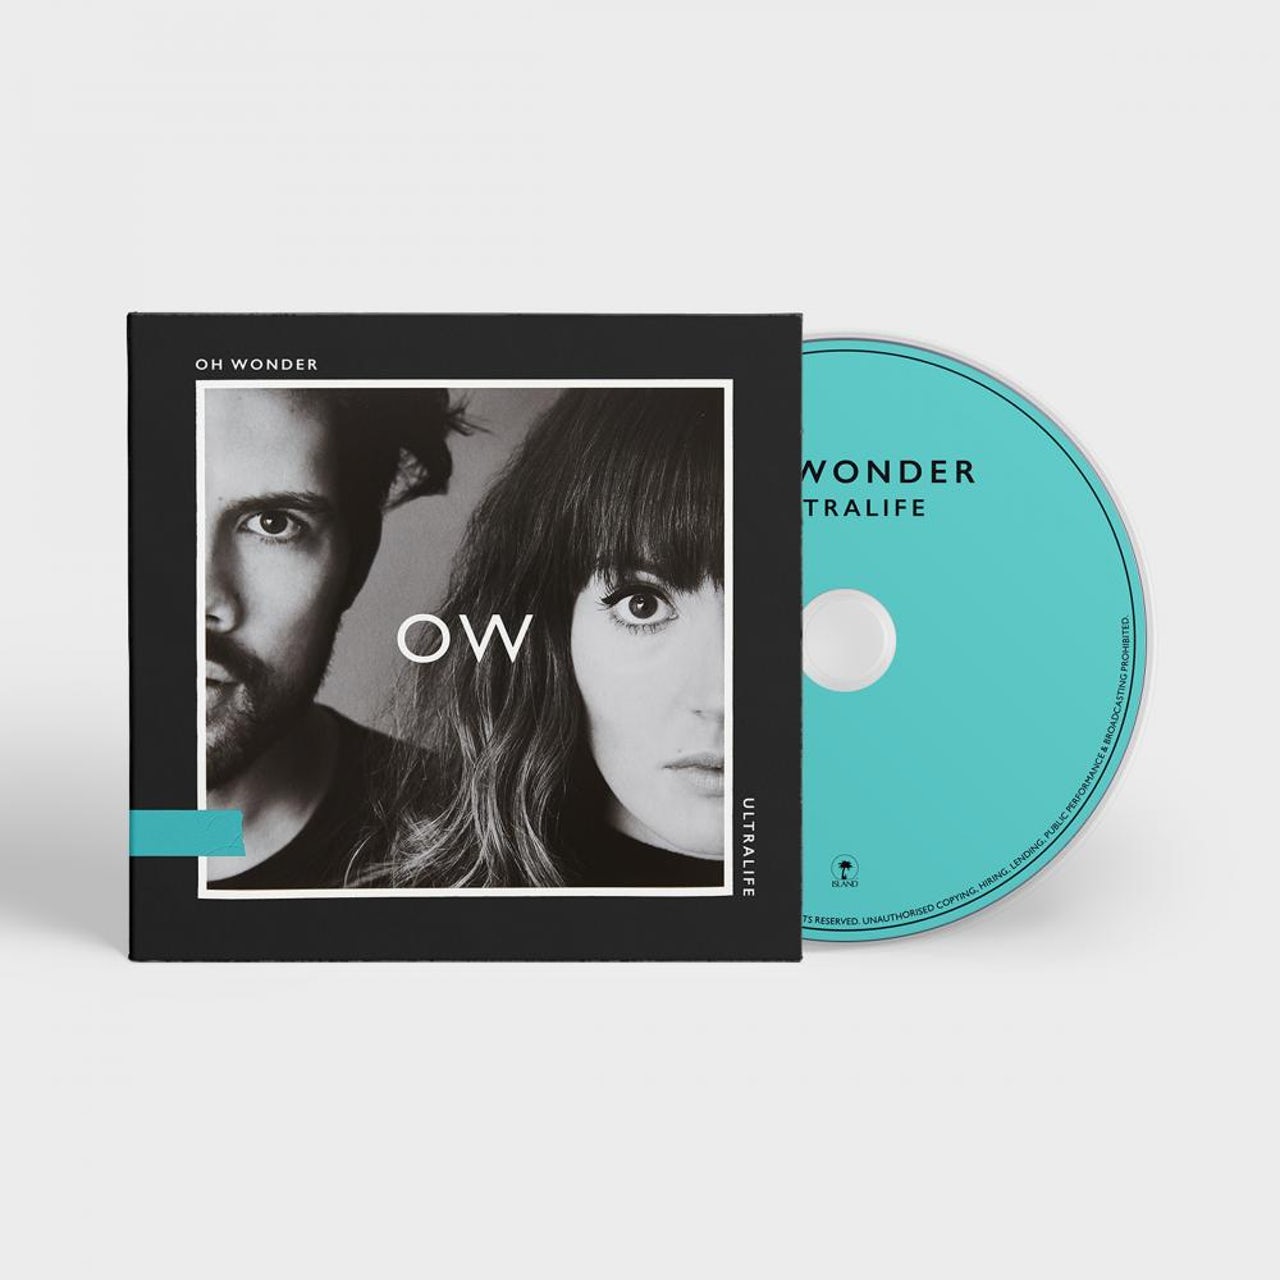 OH WONDER
OW
ULTRALIFE
WONDER
TRALIFE
ISLAND
TS RESERVED. UNAUTHORISED COPYING, HIRING, LENDING, PUBLIC PERFORMANCE & BROADCASTING PROHIBITED.